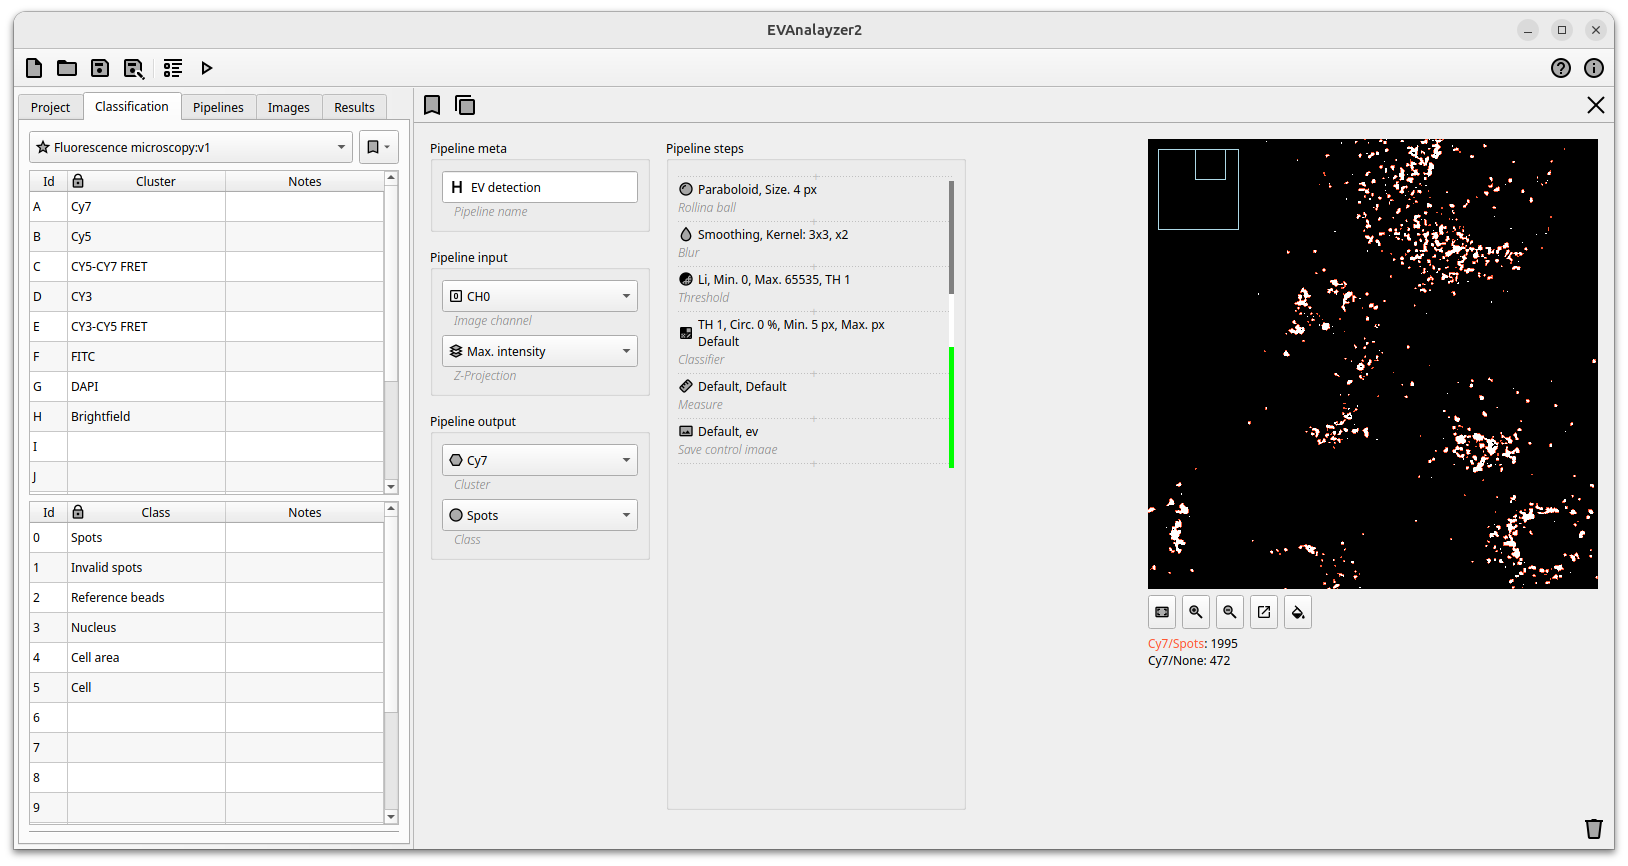 EVAnalayzer2
Project Classification Pipelines Images Results
Fluorescence microscopy:v1
Id Cluster Notes
A Cy7
B Cy5
C CY5-CY7 FRET
D CY3
E CY3-CY5 FRET
F FITC
G DAPI
H Brightfield
I
J
Id Class Notes
0 Spots
1 Invalid spots
2 Reference beads
3 Nucleus
4 Cell area
5 Cell
6
7
8
9
Pipeline meta
H EV detection
Pipeline name
Pipeline input
0 CH0
Image channel
Max. intensity
Z-Projection
Pipeline output
Cy7
Cluster
Spots
Class
Pipeline steps
Paraboloid, Size. 4 px
Rolling ball
Smoothing, Kernel: 3x3, x2
Blur
Li, Min. 0, Max. 65535, TH 1
Threshold
TH 1, Circ. 0 %, Min. 5 px, Max. px
Default
Classifier
Default, Default
Measure
Default, ev
Save control image
Cy7/Spots: 1995
Cy7/None: 472